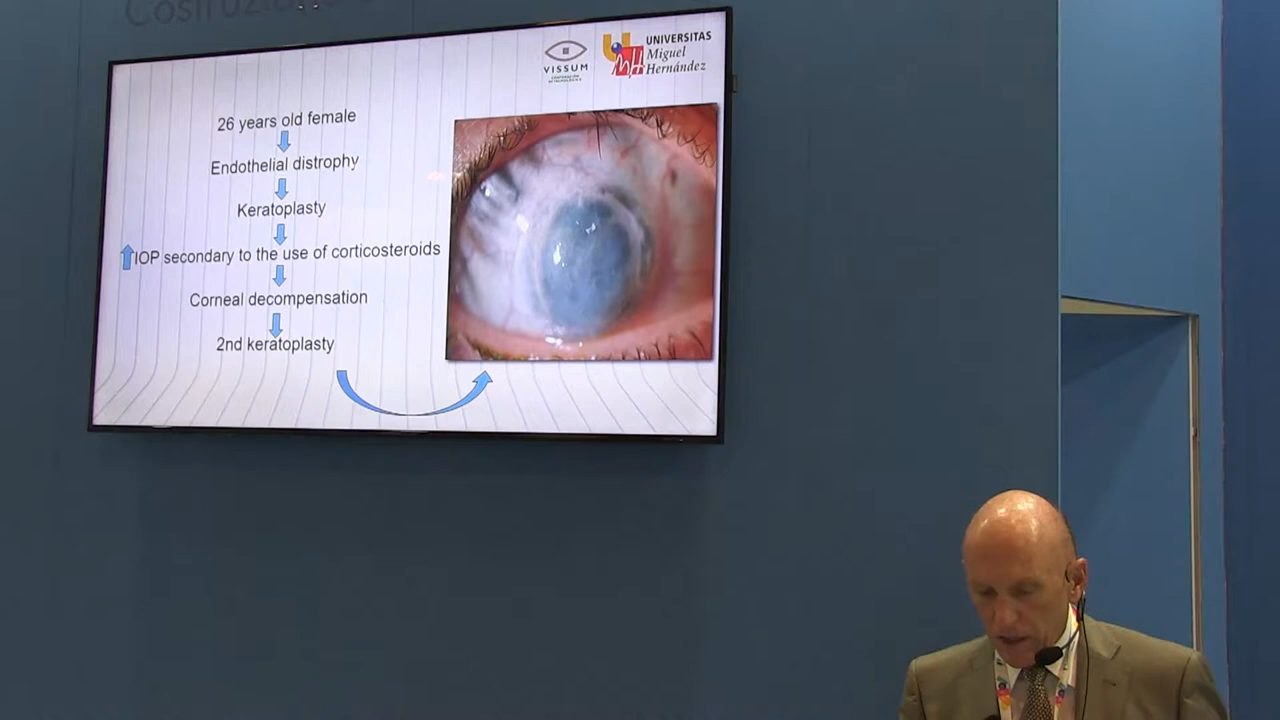 VISSUM
UNIVERSITAS
Miguel
Hernández
26 years old female
Endothelial distrophy
Keratoplasty
IOP secondary to the use of corticosteroids
Corneal decompensation
2nd keratoplasty